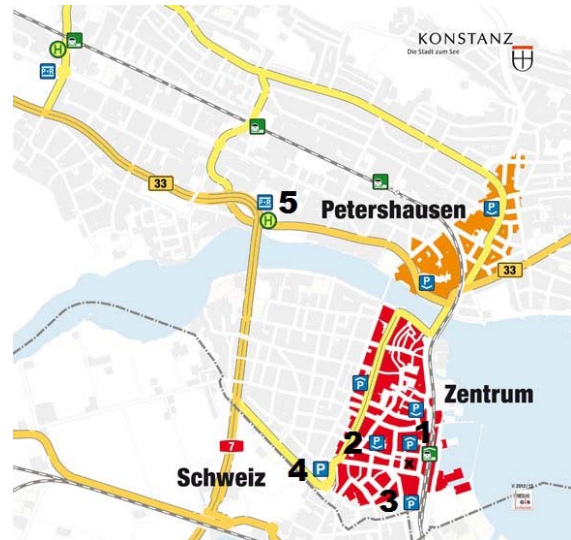 KONSTANZ
Die Stadt zum See
H
P+R
33
P+R
5
H
Petershausen
P
P
33
P
Zentrum
P
1
2
P
P
7
4
P
Schweiz
3
P